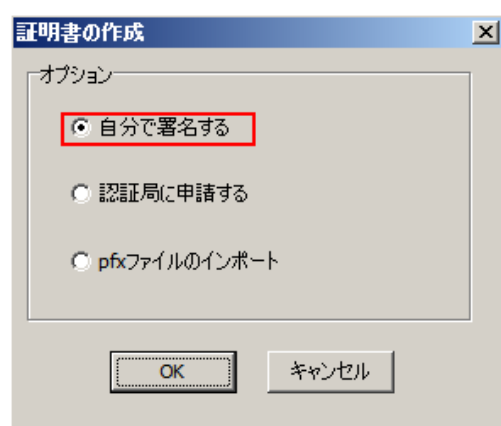 証明書の作成
オプション
自分で署名する
認証局に申請する
pfxファイルのインポート
OK
キャンセル